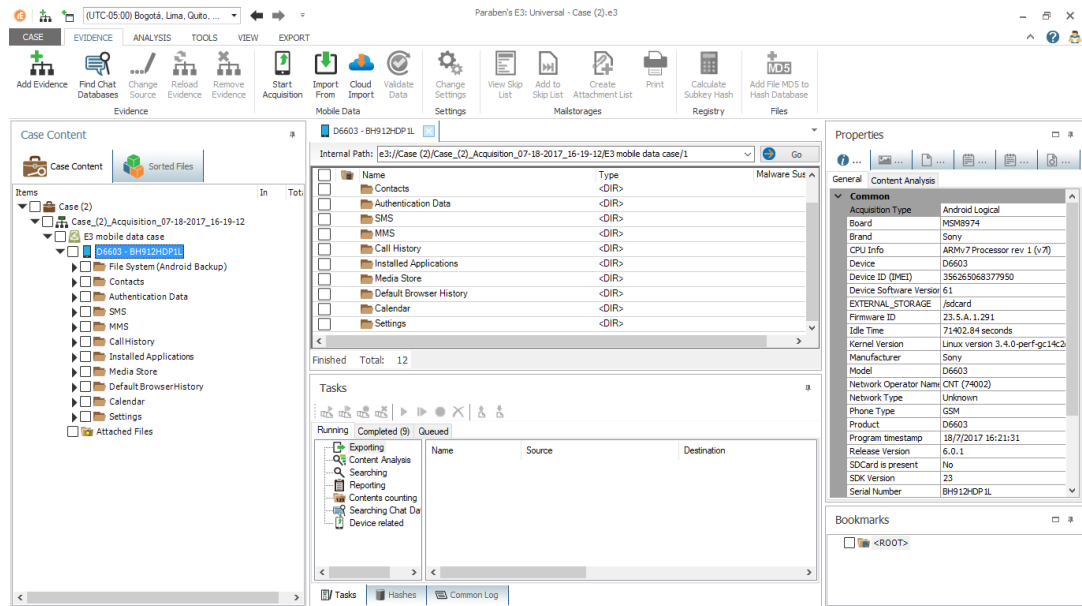 (UTC-05:00) Bogotá, Lima, Quito, ...
Paraben's E3: Universal - Case (2).e3
CASE EVIDENCE ANALYSIS TOOLS VIEW EXPORT
Add Evidence
Find Chat Databases
Change Source
Reload Evidence
Remove Evidence
Start Acquisition
Import From
Cloud Import
Validate Data
Change Settings
View Skip List
Add to Skip List
Create Attachment List
Print
Calculate Subkey Hash
MD5
Add File MD5 to Hash Database
Evidence Mobile Data Settings Mailstorages Registry Files
Case Content
Case Content Sorted Files
Items In Tot
Case (2)
Case_(2)_Acquisition_07-18-2017_16-19-12
E3 mobile data case
D6603 - BH912HDP1L
File System (Android Backup)
Contacts
Authentication Data
SMS
MMS
CallHistory
Installed Applications
Media Store
Default BrowserHistory
Calendar
Settings
Attached Files
D6603 - BH912HDP1L
Internal Path: e3://Case (2)/Case_(2)_Acquisition_07-18-2017_16-19-12/E3 mobile data case/1 Go
Name Type Malware Sus
Contacts <DIR>
Authentication Data <DIR>
SMS <DIR>
MMS <DIR>
Call History <DIR>
Installed Applications <DIR>
Media Store <DIR>
Default Browser History <DIR>
Calendar <DIR>
Settings <DIR>
Finished Total: 12
Tasks
Running Completed (9) Queued
Exporting
Content Analysis
Searching
Reporting
Contents counting
Searching Chat Da
Device related
Name Source Destination
Tasks Hashes Common Log
Properties
... ... ... ... ... ...
General Content Analysis
Common
Acquisition Type Android Logical
Board MSM8974
Brand Sony
CPU Info ARMv7 Processor rev 1 (v7l)
Device D6603
Device ID (IMEI) 356265068377950
Device Software Version 61
EXTERNAL_STORAGE /sdcard
Firmware ID 23.5.A.1.291
Idle Time 71402.84 seconds
Kernel Version Linux version 3.4.0-perf-gc14c2
Manufacturer Sony
Model D6603
Network Operator Name CNT (74002)
Network Type Unknown
Phone Type GSM
Product D6603
Program timestamp 18/7/2017 16:21:31
Release Version 6.0.1
SDCard is present No
SDK Version 23
Serial Number BH912HDP1L
Bookmarks
<ROOT>